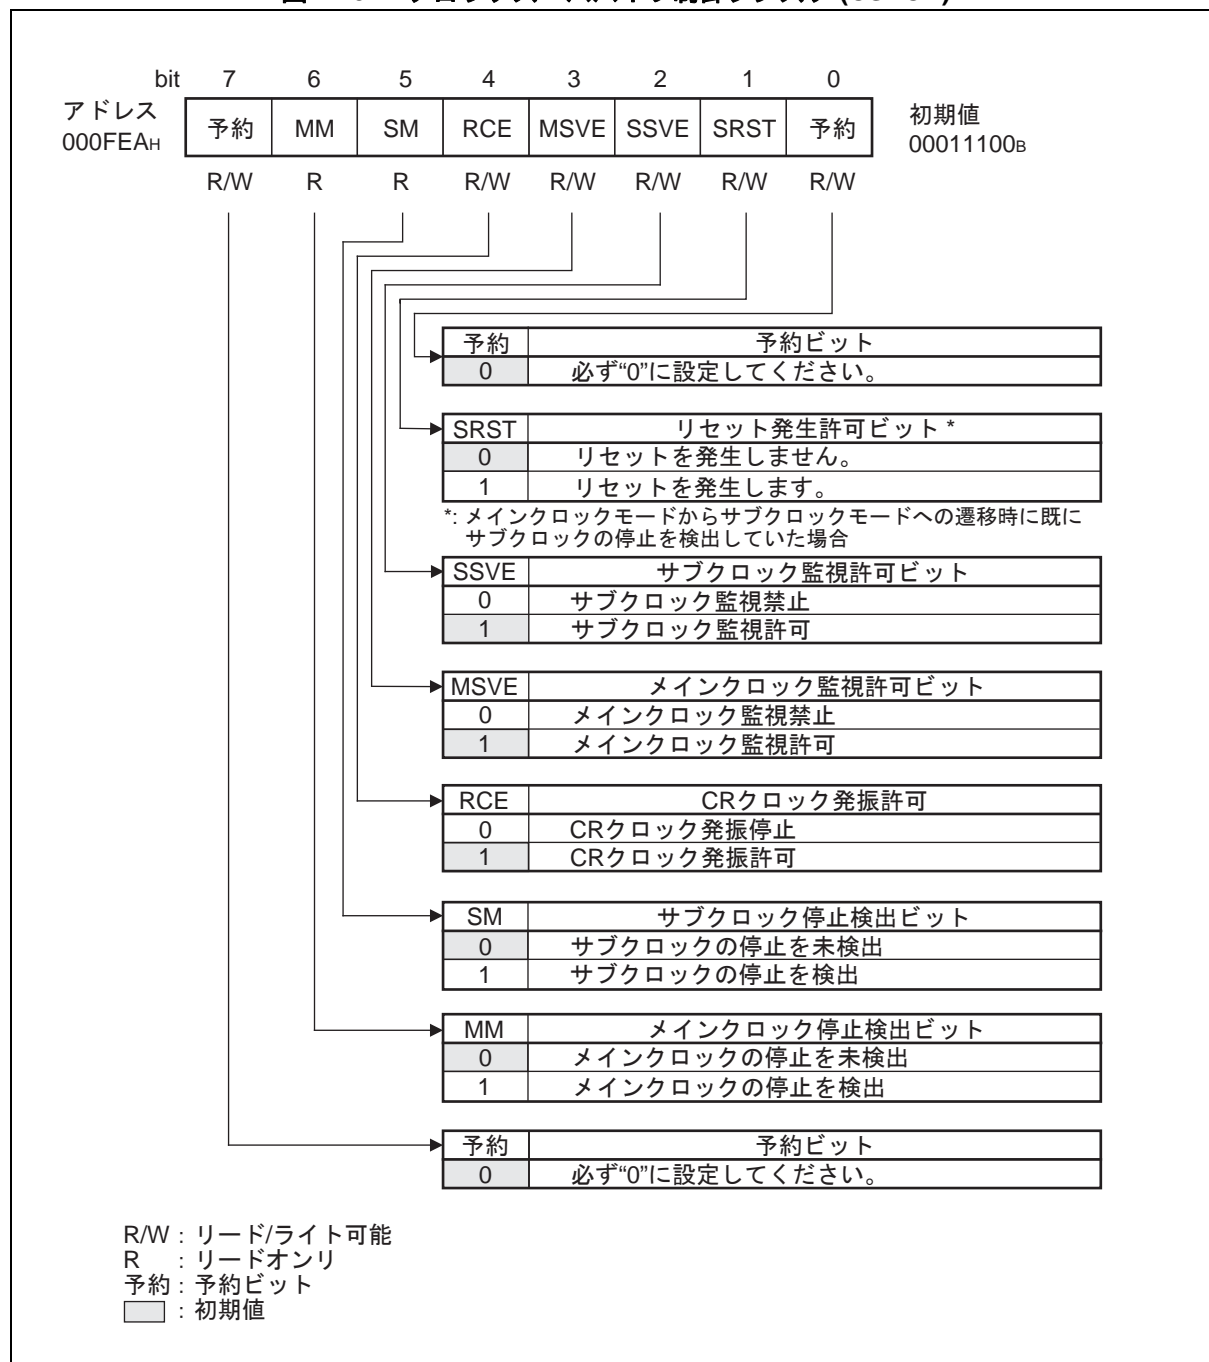 bit 7 6 5 4 3 2 1 0
アドレス
000FEAH
予約 MM SM RCE MSVE SSVE SRST 予約
初期値
00011100B
R/W R R R/W R/W R/W R/W R/W
予約 予約ビット
0 必ず“0”に設定してください。
SRST リセット発生許可ビット *
0 リセットを発生しません。
1 リセットを発生します。
*: メインクロックモードからサブクロックモードへの遷移時に既に
サブクロックの停止を検出していた場合
SSVE サブクロック監視許可ビット
0 サブクロック監視禁止
1 サブクロック監視許可
MSVE メインクロック監視許可ビット
0 メインクロック監視禁止
1 メインクロック監視許可
RCE CRクロック発振許可
0 CRクロック発振停止
1 CRクロック発振許可
SM サブクロック停止検出ビット
0 サブクロックの停止を未検出
1 サブクロックの停止を検出
MM メインクロック停止検出ビット
0 メインクロックの停止を未検出
1 メインクロックの停止を検出
予約 予約ビット
0 必ず“0”に設定してください。
R/W : リード/ライト可能
R : リードオンリ
予約 : 予約ビット
: 初期値